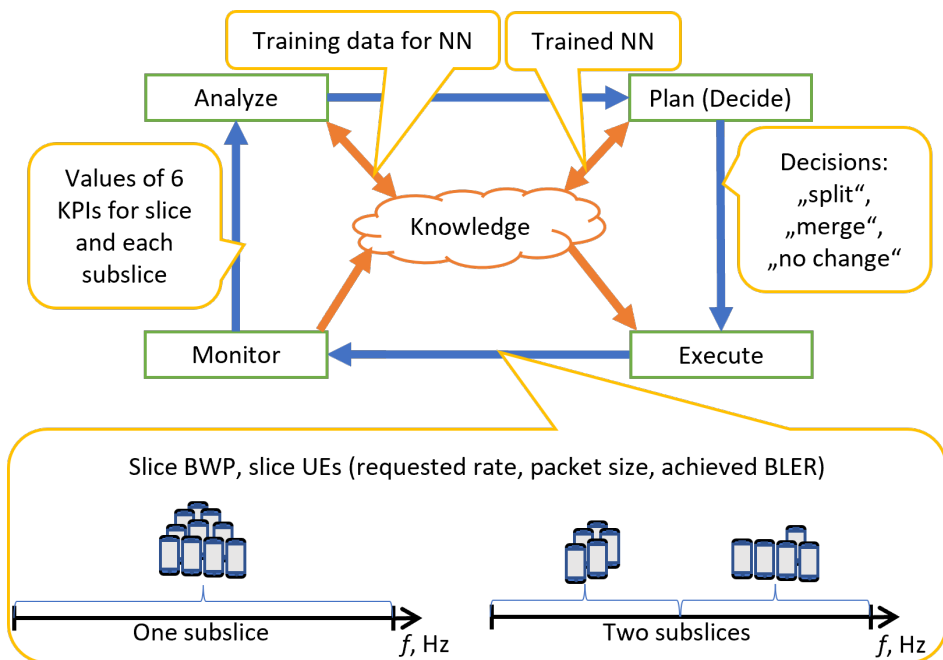 Training data for NN
Trained NN
Analyze
Plan (Decide)
Values of 6
KPIs for slice
and each
subslice
Knowledge
Decisions:
„split“,
„merge“,
„no change“
Monitor
Execute
Slice BWP, slice UEs (requested rate, packet size, achieved BLER)
One subslice
f, Hz
Two subslices
f, Hz